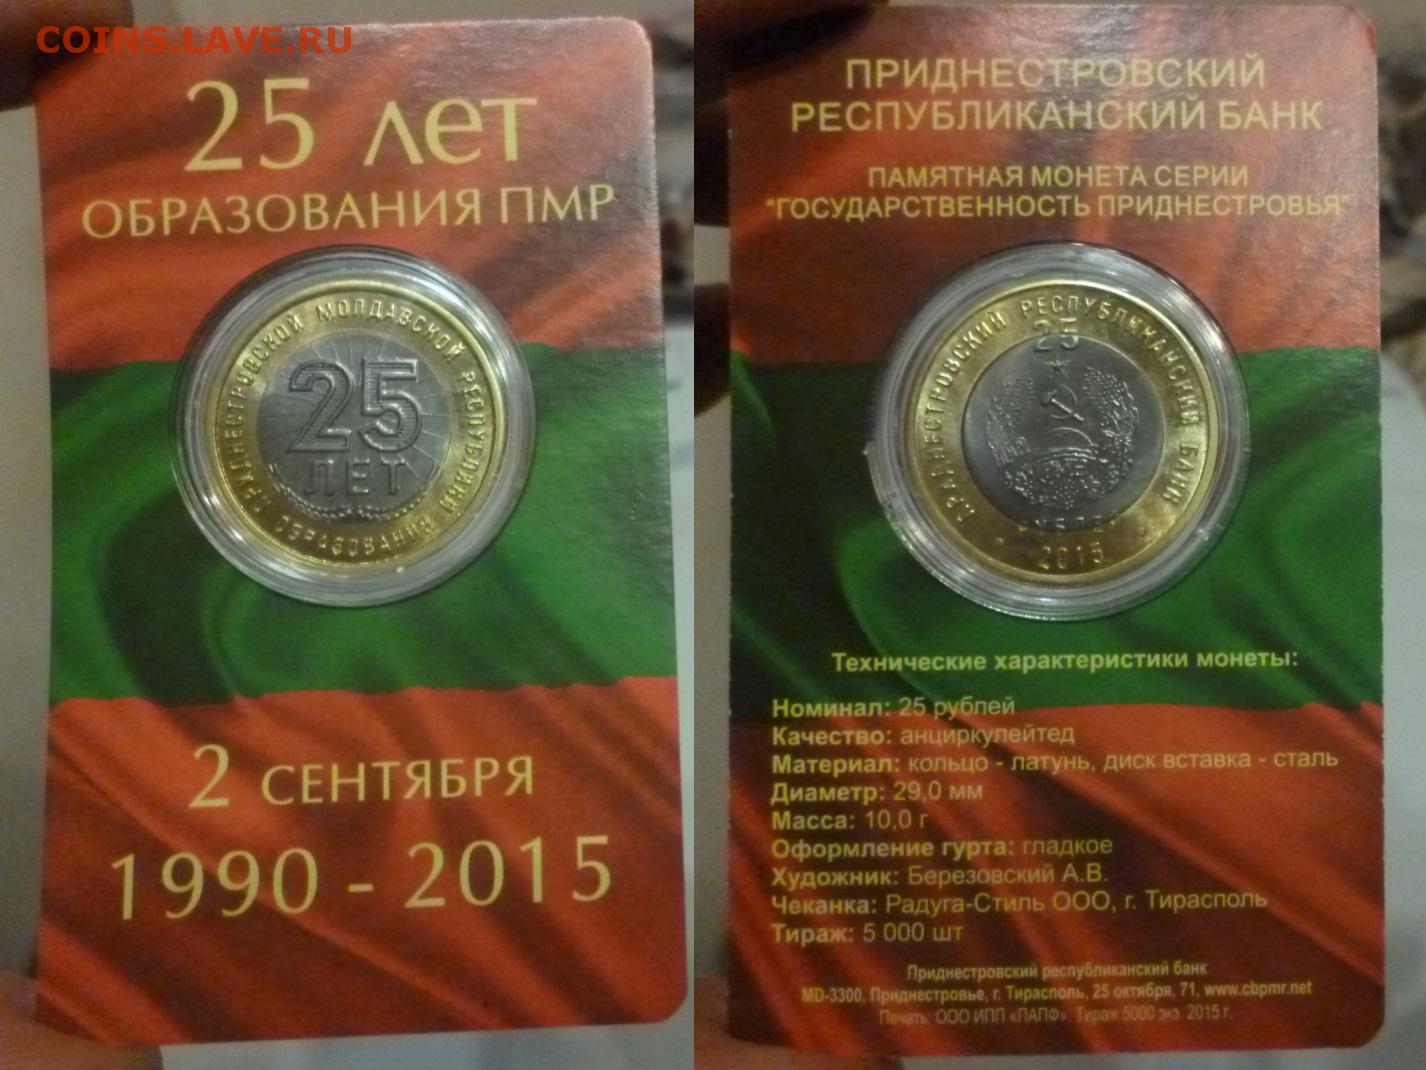 COINS.LAVE.RU
25 лет
ОБРАЗОВАНИЯ ПМР
ПРИДНЕСТРОВСКОЙ МОЛДАВСКОЙ РЕСПУБЛИКИ
25
ЛЕТ
ОБРАЗОВАНИЯ
2 СЕНТЯБРЯ
1990 - 2015
ПРИДНЕСТРОВСКИЙ
РЕСПУБЛИКАНСКИЙ БАНК
ПАМЯТНАЯ МОНЕТА СЕРИИ
"ГОСУДАРСТВЕННОСТЬ ПРИДНЕСТРОВЬЯ"
ПРИДНЕСТРОВСКИЙ РЕСПУБЛИКАНСКИЙ БАНК
25
РУБЛЕЙ
2015
Технические характеристики монеты:
Номинал: 25 рублей
Качество: анциркулейтед
Материал: кольцо - латунь, диск вставка - сталь
Диаметр: 29,0 мм
Масса: 10,0 г
Оформление гурта: гладкое
Художник: Березовский А.В.
Чеканка: Радуга-Стиль ООО, г. Тирасполь
Тираж: 5 000 шт
Приднестровский республиканский банк
MD-3300, Приднестровье, г. Тирасполь, 25 октября, 71, www.cbpmr.net
Печать: ООО ИПП «ПАПФ». Тираж 5000 экз. 2015 г.